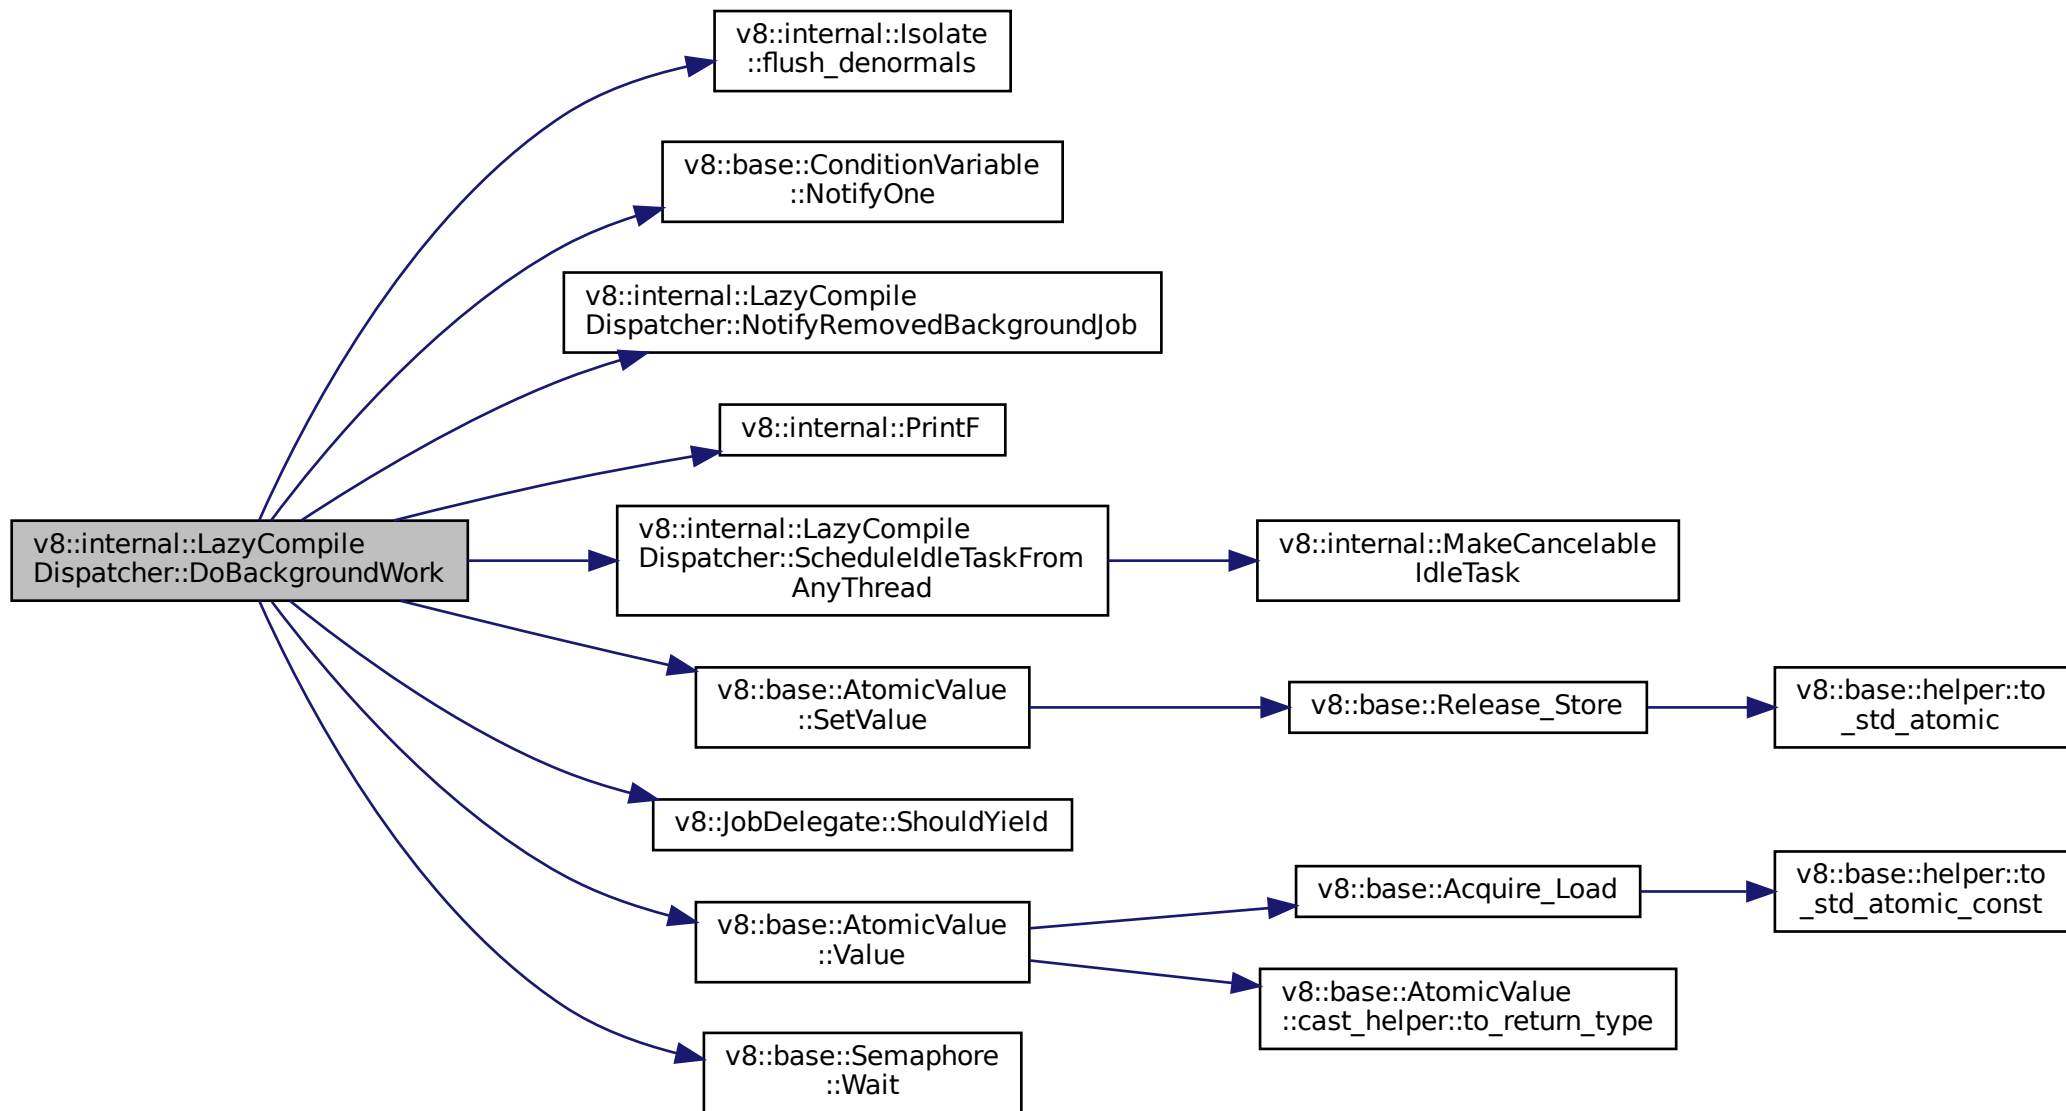 v8::internal::Isolate
::flush_denormals
v8::base::ConditionVariable
::NotifyOne
v8::internal::LazyCompile
Dispatcher::NotifyRemovedBackgroundJob
v8::internal::PrintF
v8::internal::LazyCompile
Dispatcher::DoBackgroundWork
v8::internal::LazyCompile
Dispatcher::ScheduleIdleTaskFrom
AnyThread
v8::internal::MakeCancelable
IdleTask
v8::base::AtomicValue
::SetValue
v8::base::Release_Store
v8::base::helper::to
_std_atomic
v8::JobDelegate::ShouldYield
v8::base::AtomicValue
::Value
v8::base::Acquire_Load
v8::base::helper::to
_std_atomic_const
v8::base::AtomicValue
::cast_helper::to_return_type
v8::base::Semaphore
::Wait